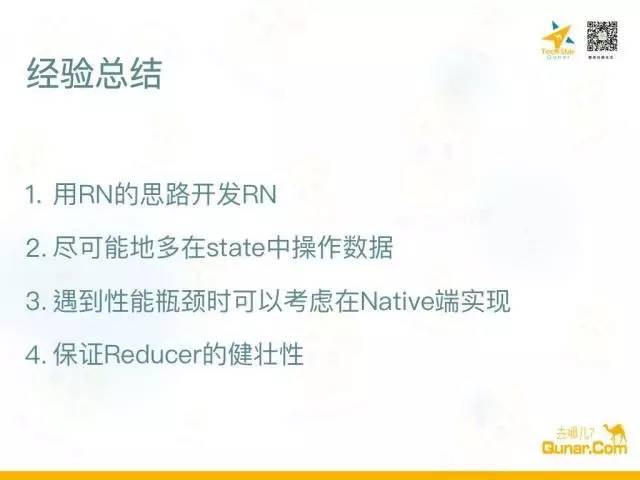 Tech Star
Qunar
经验总结
1. 用RN的思路开发RN
2. 尽可能地多在state中操作数据
3. 遇到性能瓶颈时可以考虑在Native端实现
4. 保证Reducer的健壮性
去哪儿?
Qunar.Com